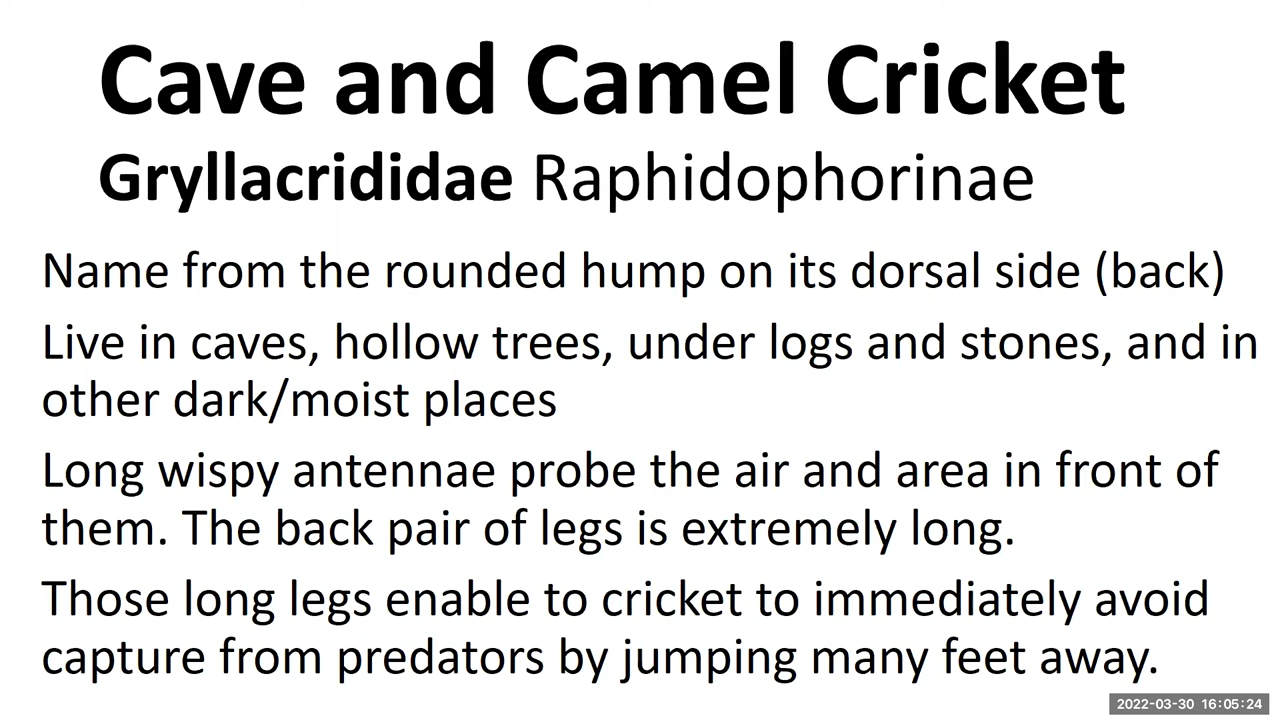 Cave and Camel Cricket
Gryllacrididae Raphidophorinae
Name from the rounded hump on its dorsal side (back)
Live in caves, hollow trees, under logs and stones, and in
other dark/moist places
Long wispy antennae probe the air and area in front of
them. The back pair of legs is extremely long.
Those long legs enable to cricket to immediately avoid
capture from predators by jumping many feet away.
2022-03-30 16:05:24